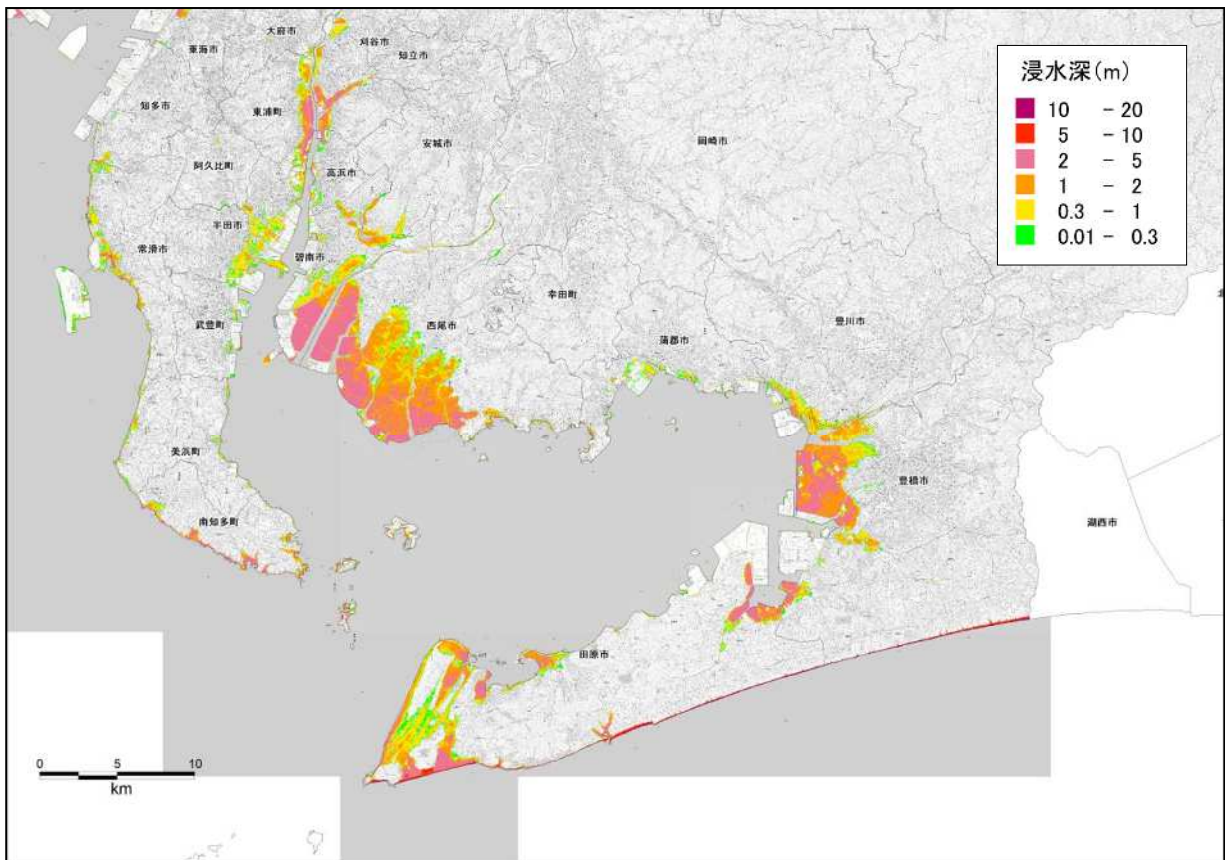 大府市
刈谷市
東海市
知立市
知多市
東浦町
安城市
岡崎市
阿久比町
高浜市
半田市
常滑市
碧南市
幸田町
武豊町
西尾市
豊川市
蒲郡市
美浜町
豊橋市
湖西市
南知多町
田原市
浸水深(m)
10 - 20
5 - 10
2 - 5
1 - 2
0.3 - 1
0.01 - 0.3
0 5 10
km